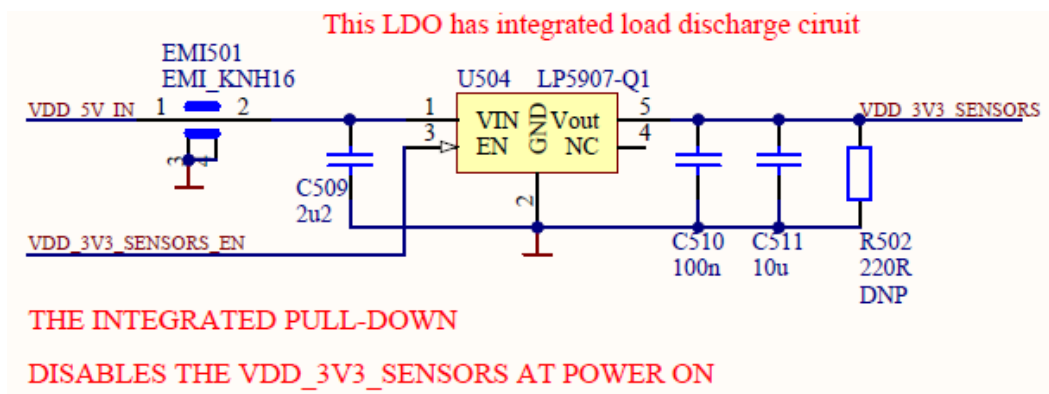 This LDO has integrated load discharge ciruit
EMI501
EMI_KNH16
U504 LP5907-Q1
VDD_5V_IN 1 2
1 VIN GND Vout 5
VDD_3V3_SENSORS
3 EN NC 4
3 4
C509
2u2
2
VDD_3V3_SENSORS_EN
C510
100n
C511
10u
R502
220R
DNP
THE INTEGRATED PULL-DOWN
DISABLES THE VDD_3V3_SENSORS AT POWER ON